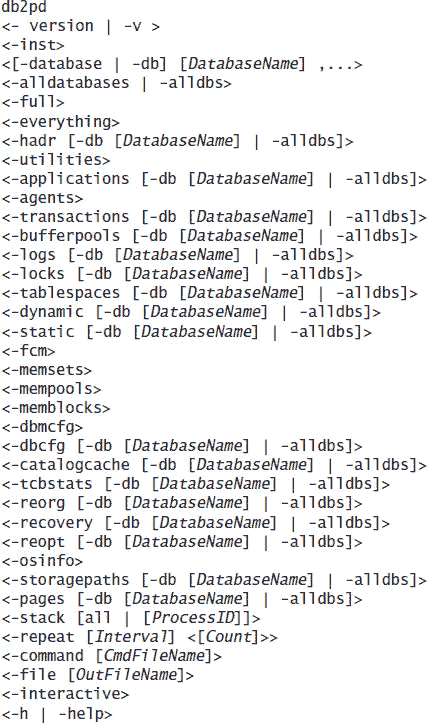 db2pd
<- version | -v >
<-inst>
<[-database | -db] [DatabaseName] ,...>
<-alldatabases | -alldbs>
<-full>
<-everything>
<-hadr [-db [DatabaseName] | -alldbs]>
<-utilities>
<-applications [-db [DatabaseName] | -alldbs]>
<-agents>
<-transactions [-db [DatabaseName] | -alldbs]>
<-bufferpools [-db [DatabaseName] | -alldbs]>
<-logs [-db [DatabaseName] | -alldbs]>
<-locks [-db [DatabaseName] | -alldbs]>
<-tablespaces [-db [DatabaseName] | -alldbs]>
<-dynamic [-db [DatabaseName] | -alldbs]>
<-static [-db [DatabaseName] | -alldbs]>
<-fcm>
<-memsets>
<-mempools>
<-memblocks>
<-dbmcfg>
<-dbcfg [-db [DatabaseName] | -alldbs]>
<-catalogcache [-db [DatabaseName] | -alldbs]>
<-tcbstats [-db [DatabaseName] | -alldbs]>
<-reorg [-db [DatabaseName] | -alldbs]>
<-recovery [-db [DatabaseName] | -alldbs]>
<-reopt [-db [DatabaseName] | -alldbs]>
<-osinfo>
<-storagepaths [-db [DatabaseName] | -alldbs]>
<-pages [-db [DatabaseName] | -alldbs]>
<-stack [all | [ProcessID]]>
<-repeat [Interval] <[Count]>>
<-command [CmdFileName]>
<-file [OutFileName]>
<-interactive>
<-h | -help>